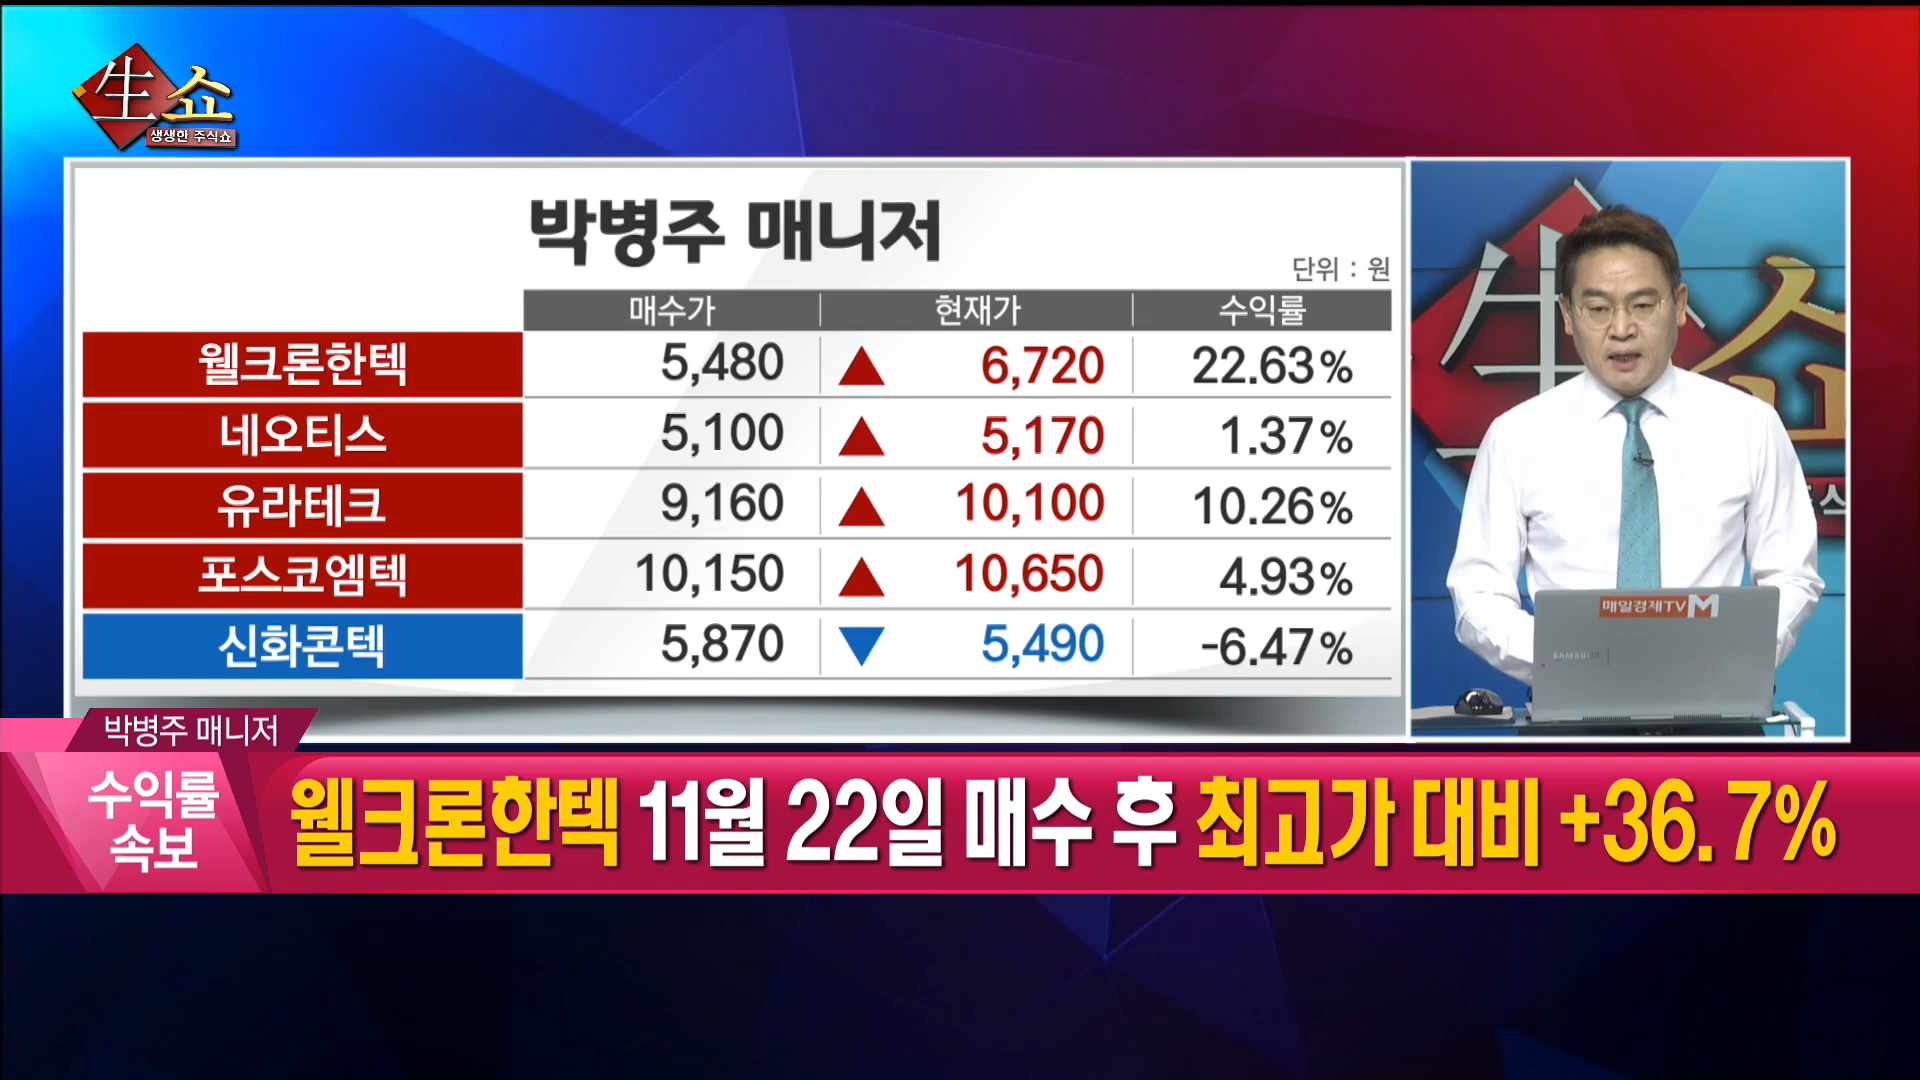 生쇼
생생한 주식쇼
박병주 매니저
단위 : 원
매수가 현재가 수익률
웰크론한텍 5,480 ▲ 6,720 22.63%
네오티스 5,100 ▲ 5,170 1.37%
유라테크 9,160 ▲ 10,100 10.26%
포스코엠텍 10,150 ▲ 10,650 4.93%
신화콘텍 5,870 ▼ 5,490 -6.47%
生쇼
식
매일경제TV M
SAMSUNG
박병주 매니저
수익률
속보
웰크론한텍 11월 22일 매수 후 최고가 대비 +36.7%